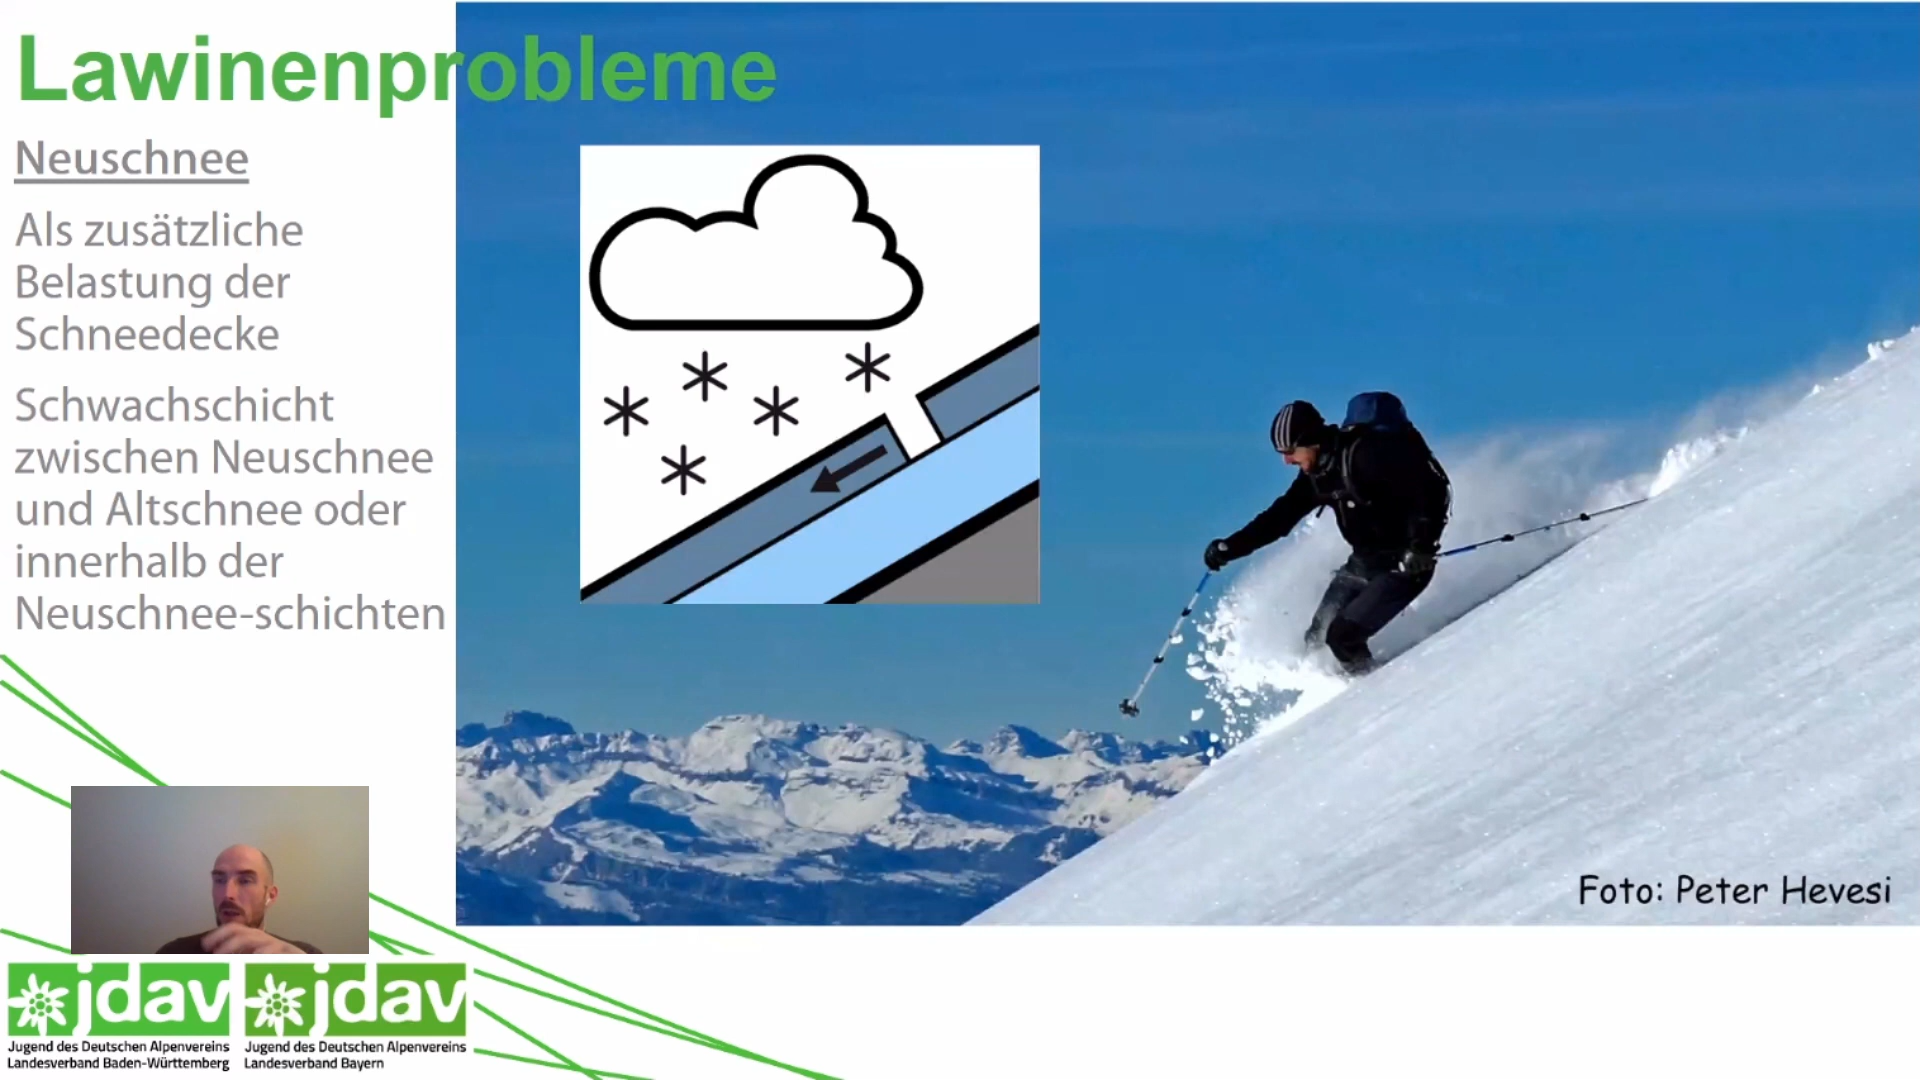 Lawinenprobleme
Neuschnee
Als zusätzliche
Belastung der
Schneedecke
Schwachschicht
zwischen Neuschnee
und Altschnee oder
innerhalb der
Neuschnee-schichten
Foto: Peter Hevesi
jdav
Jugend des Deutschen Alpenvereins
Landesverband Baden-Württemberg
jdav
Jugend des Deutschen Alpenvereins
Landesverband Bayern